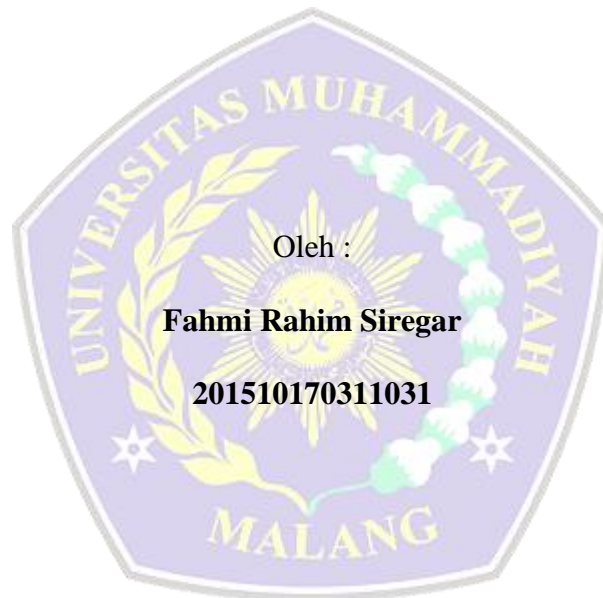 UNIVERSITAS MUHAMMADIYAH
Oleh :
Fahmi Rahim Siregar
201510170311031
MALANG